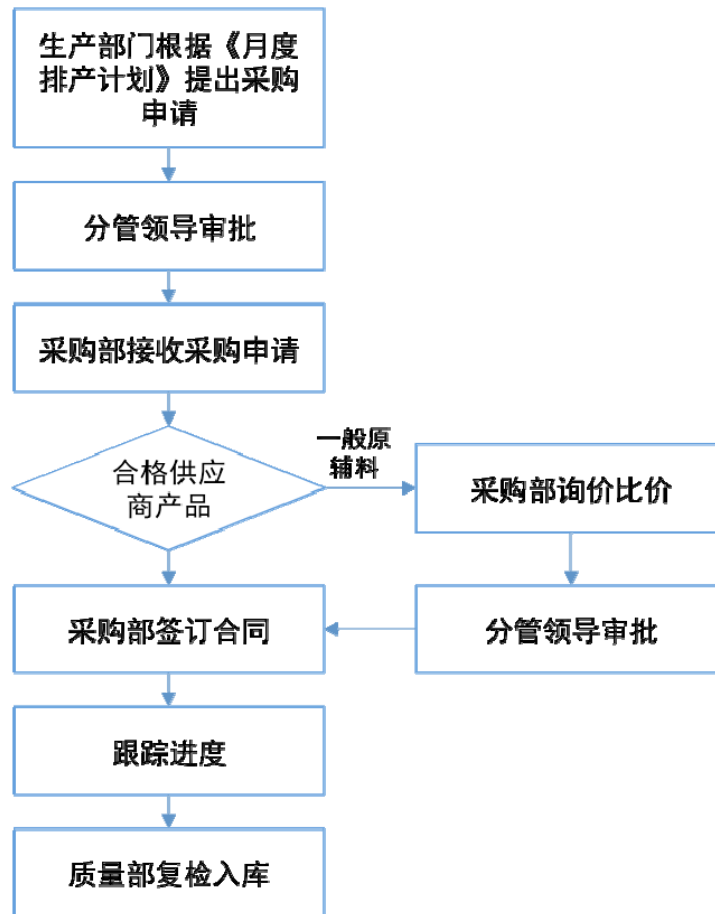 生产部门根据《月度
排产计划》提出采购
申请
分管领导审批
采购部接收采购申请
合格供应
商产品
一般原
辅料
采购部询价比价
采购部签订合同
分管领导审批
跟踪进度
质量部复检入库